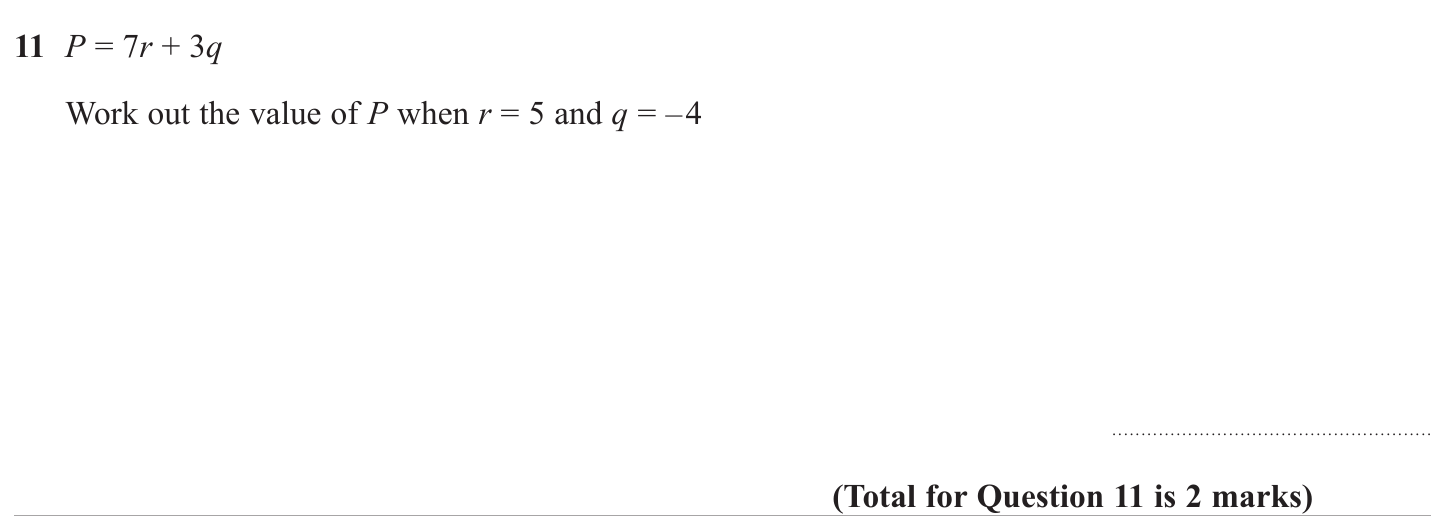 11 P = 7r + 3q
Work out the value of P when r = 5 and q = –4
(Total for Question 11 is 2 marks)